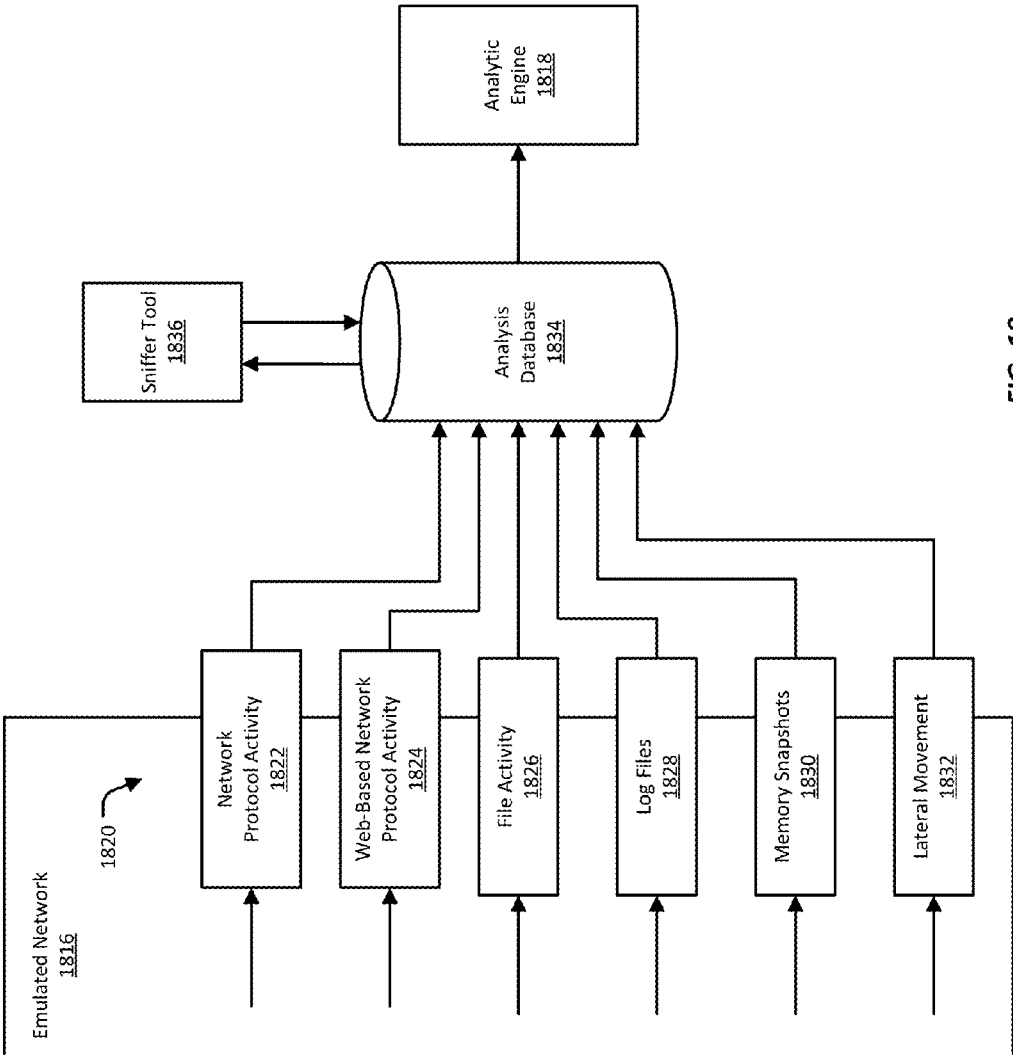 Emulated Network
1816
1820
Network
Protocol Activity
1822
Web-Based Network
Protocol Activity
1824
File Activity
1826
Log Files
1828
Memory Snapshots
1830
Lateral Movement
1832
Sniffer Tool
1836
Analysis
Database
1834
Analytic
Engine
1818
FIG.